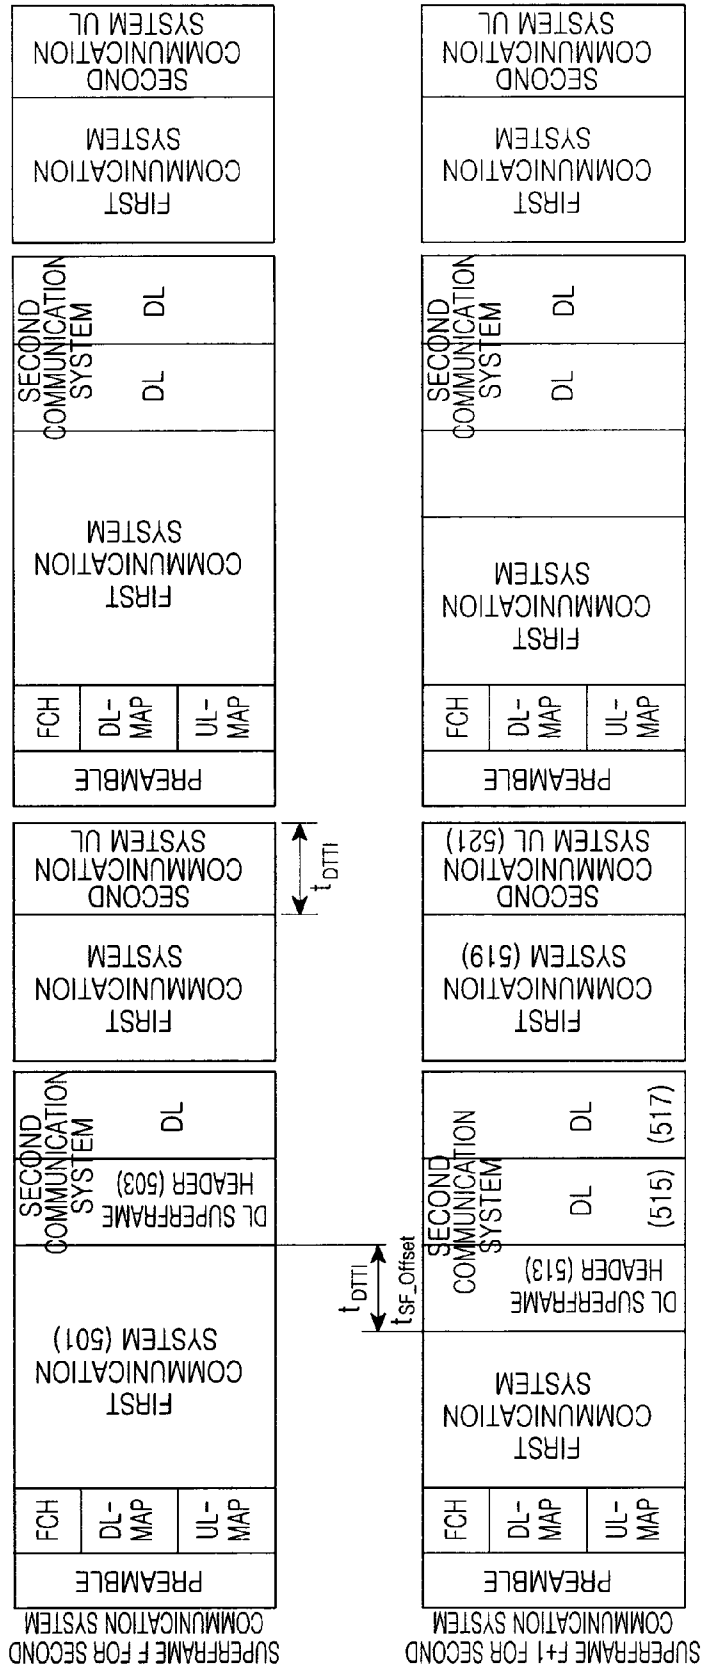 SUPERFRAME F FOR SECOND
COMMUNICATION SYSTEM
PREAMBLE
FCH
DL-
MAP
UL-
MAP
FIRST
COMMUNICATION
SYSTEM (501)
SECOND
COMMUNICATION
SYSTEM
DL SUPERFRAME
HEADER (503)
DL
FIRST
COMMUNICATION
SYSTEM
SECOND
COMMUNICATION
SYSTEM UL
tDTTI
PREAMBLE
FCH
DL-
MAP
UL-
MAP
FIRST
COMMUNICATION
SYSTEM
SECOND
COMMUNICATION
SYSTEM
DL
DL
FIRST
COMMUNICATION
SYSTEM
SECOND
COMMUNICATION
SYSTEM UL
tDTTI
tSF_Offset
SUPERFRAME F+1 FOR SECOND
COMMUNICATION SYSTEM
PREAMBLE
FCH
DL-
MAP
UL-
MAP
FIRST
COMMUNICATION
SYSTEM
DL SUPERFRAME
HEADER (513)
SECOND
COMMUNICATION
SYSTEM
DL
(515)
DL
(517)
FIRST
COMMUNICATION
SYSTEM (519)
SECOND
COMMUNICATION
SYSTEM UL (521)
PREAMBLE
FCH
DL-
MAP
UL-
MAP
FIRST
COMMUNICATION
SYSTEM
SECOND
COMMUNICATION
SYSTEM
DL
DL
FIRST
COMMUNICATION
SYSTEM
SECOND
COMMUNICATION
SYSTEM UL